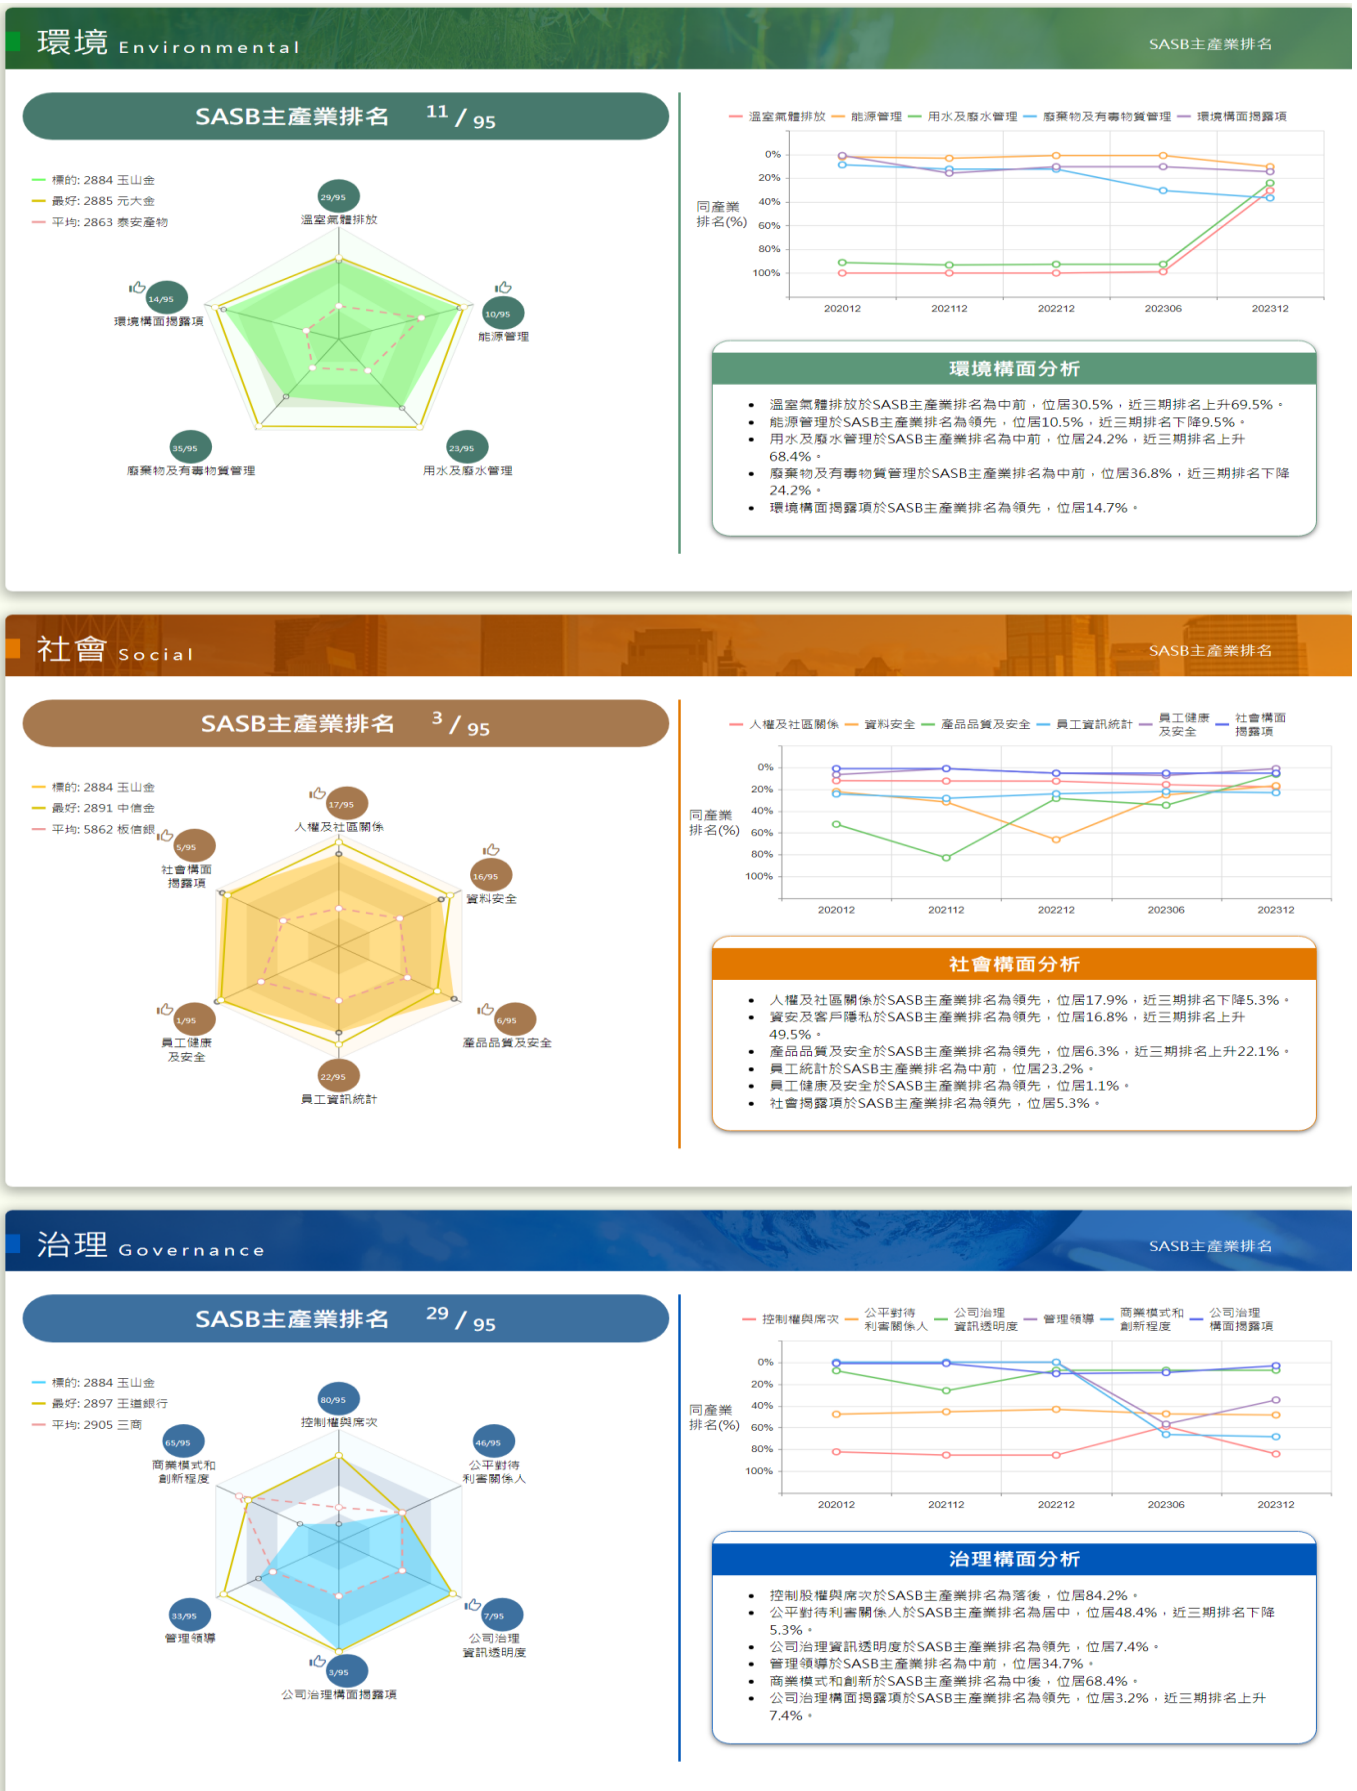 環境 Environmental
SASB主產業排名
SASB主產業排名 11 / 95
標的: 2884 玉山金
最好: 2885 元大金
平均: 2863 泰安產物
29/95
溫室氣體排放
10/95
能源管理
23/95
用水及廢水管理
35/95
廢棄物及有毒物質管理
14/95
環境構面揭露項
溫室氣體排放 能源管理 用水及廢水管理 廢棄物及有毒物質管理 環境構面揭露項
同產業
排名(%)
0%
20%
40%
60%
80%
100%
202012 202112 202212 202306 202312
環境構面分析
• 溫室氣體排放於SASB主產業排名為中前，位居30.5%，近三期排名上升69.5%。
• 能源管理於SASB主產業排名為領先，位居10.5%，近三期排名下降9.5%。
• 用水及廢水管理於SASB主產業排名為中前，位居24.2%，近三期排名上升
68.4%。
• 廢棄物及有毒物質管理於SASB主產業排名為中前，位居36.8%，近三期排名下降
24.2%。
• 環境構面揭露項於SASB主產業排名為領先，位居14.7%。
社會 Social
SASB主產業排名
SASB主產業排名 3 / 95
標的: 2884 玉山金
最好: 2891 中信金
平均: 5862 板信銀
17/95
人權及社區關係
16/95
資料安全
6/95
產品品質及安全
22/95
員工資訊統計
1/95
員工健康
及安全
5/95
社會構面
揭露項
人權及社區關係 資料安全 產品品質及安全 員工資訊統計 員工健康
及安全 社會構面
揭露項
同產業
排名(%)
0%
20%
40%
60%
80%
100%
202012 202112 202212 202306 202312
社會構面分析
• 人權及社區關係於SASB主產業排名為領先，位居17.9%，近三期排名下降5.3%。
• 資安及客戶隱私於SASB主產業排名為領先，位居16.8%，近三期排名上升
49.5%。
• 產品品質及安全於SASB主產業排名為領先，位居6.3%，近三期排名上升22.1%。
• 員工統計於SASB主產業排名為中前，位居23.2%。
• 員工健康及安全於SASB主產業排名為領先，位居1.1%。
• 社會揭露項於SASB主產業排名為領先，位居5.3%。
治理 Governance
SASB主產業排名
SASB主產業排名 29 / 95
標的: 2884 玉山金
最好: 2897 王道銀行
平均: 2905 三商
80/95
控制權與席次
46/95
公平對待
利害關係人
7/95
公司治理
資訊透明度
3/95
公司治理構面揭露項
33/95
管理領導
65/95
商業模式和
創新程度
控制權與席次 公平對待
利害關係人 公司治理
資訊透明度 管理領導 商業模式和
創新程度 公司治理
構面揭露項
同產業
排名(%)
0%
20%
40%
60%
80%
100%
202012 202112 202212 202306 202312
治理構面分析
• 控制股權與席次於SASB主產業排名為落後，位居84.2%。
• 公平對待利害關係人於SASB主產業排名為居中，位居48.4%，近三期排名下降
5.3%。
• 公司治理資訊透明度於SASB主產業排名為領先，位居7.4%。
• 管理領導於SASB主產業排名為中前，位居34.7%。
• 商業模式和創新於SASB主產業排名為中後，位居68.4%。
• 公司治理構面揭露項於SASB主產業排名為領先，位居3.2%，近三期排名上升
7.4%。